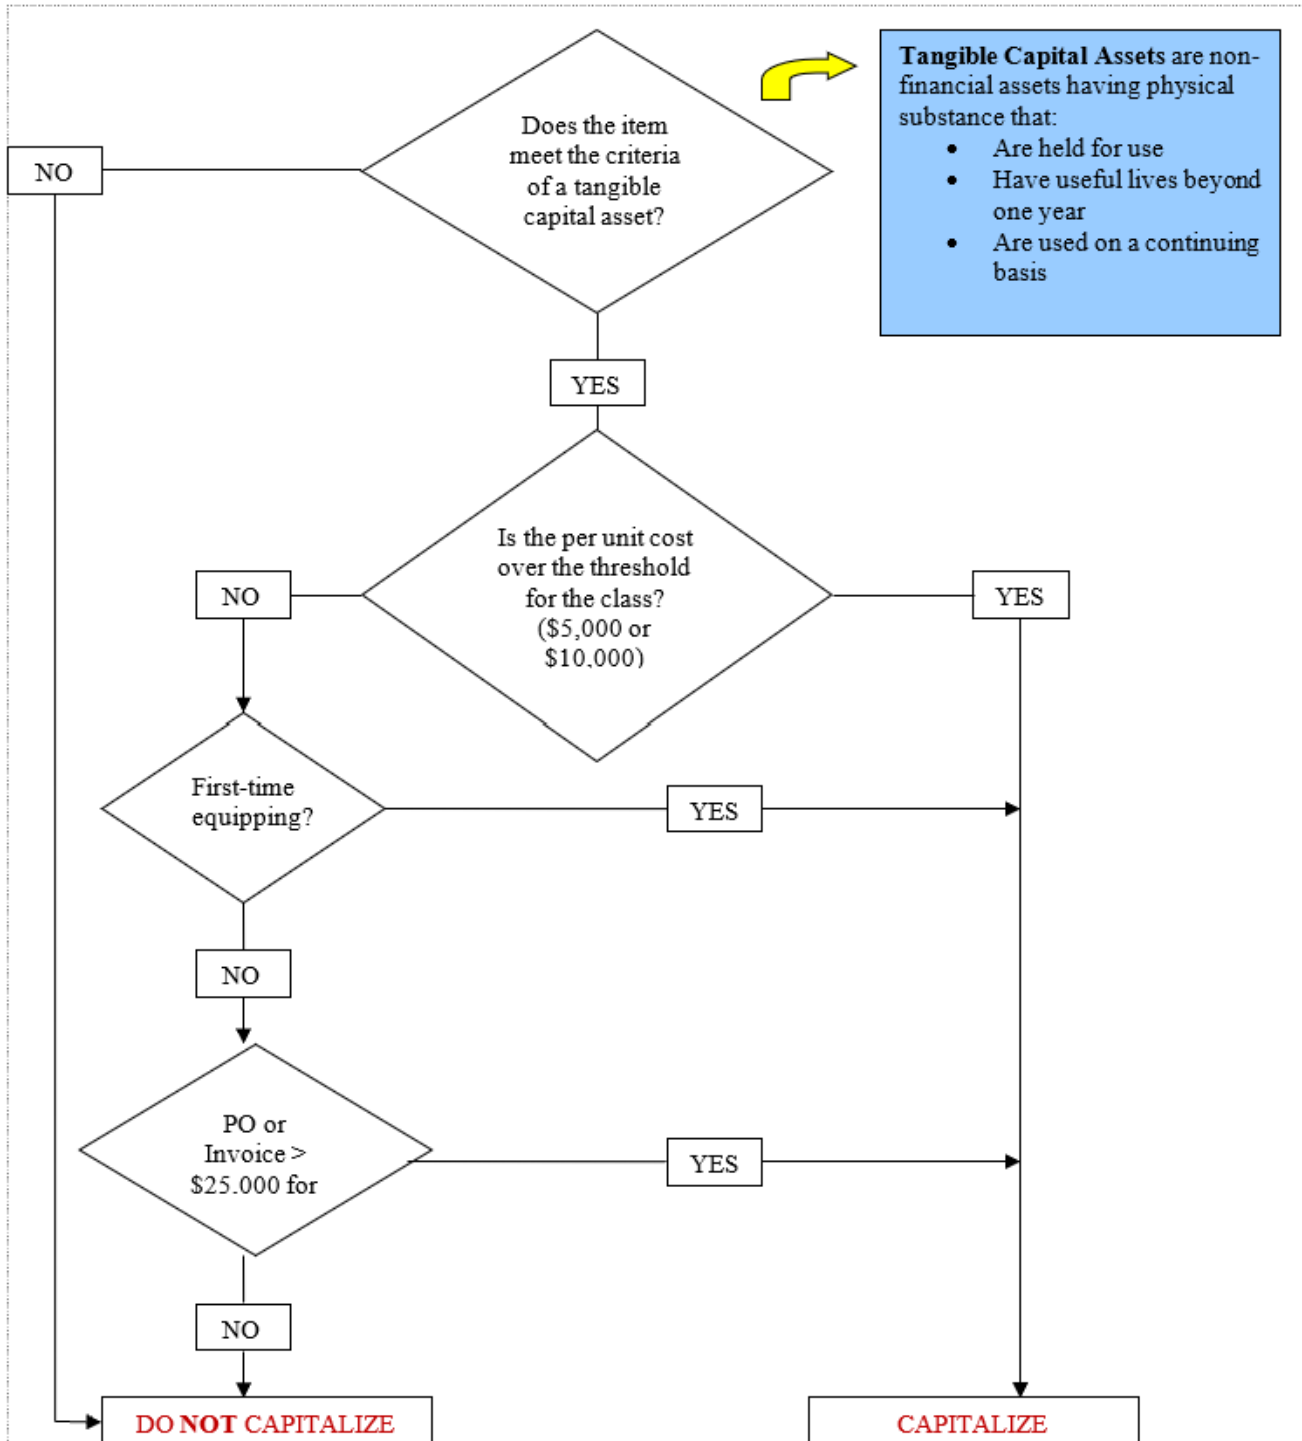 Does the item
meet the criteria
of a tangible
capital asset?
Tangible Capital Assets are non-
financial assets having physical
substance that:
• Are held for use
• Have useful lives beyond
one year
• Are used on a continuing
basis
NO
YES
Is the per unit cost
over the threshold
for the class?
($5,000 or
$10,000)
NO
YES
First-time
equipping?
YES
NO
PO or
Invoice >
$25.000 for
YES
NO
DO NOT CAPITALIZE
CAPITALIZE